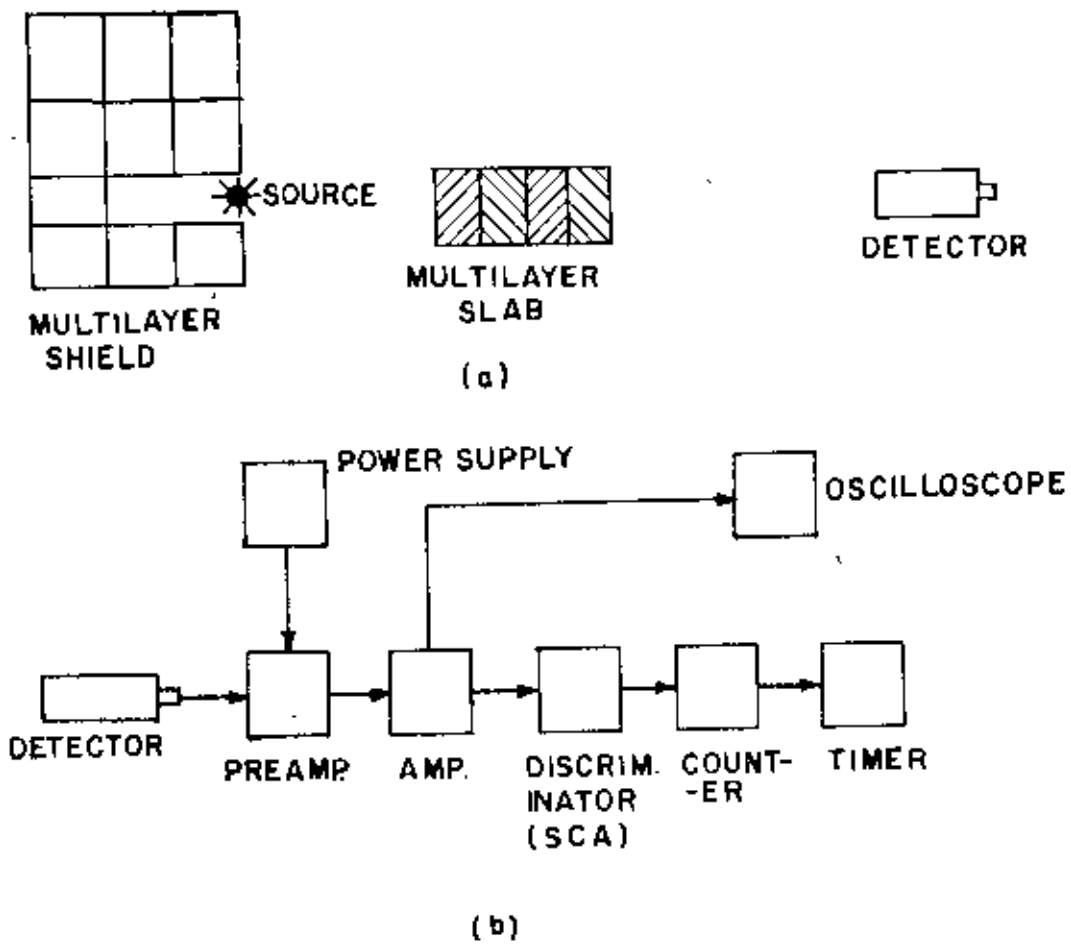 SOURCE
DETECTOR
MULTILAYER
SLAB
MULTILAYER
SHIELD
(a)
POWER SUPPLY
OSCILLOSCOPE
DETECTOR
PREAMP.
AMP.
DISCRIM.
INATOR
(SCA)
COUNT-
-ER
TIMER
(b)